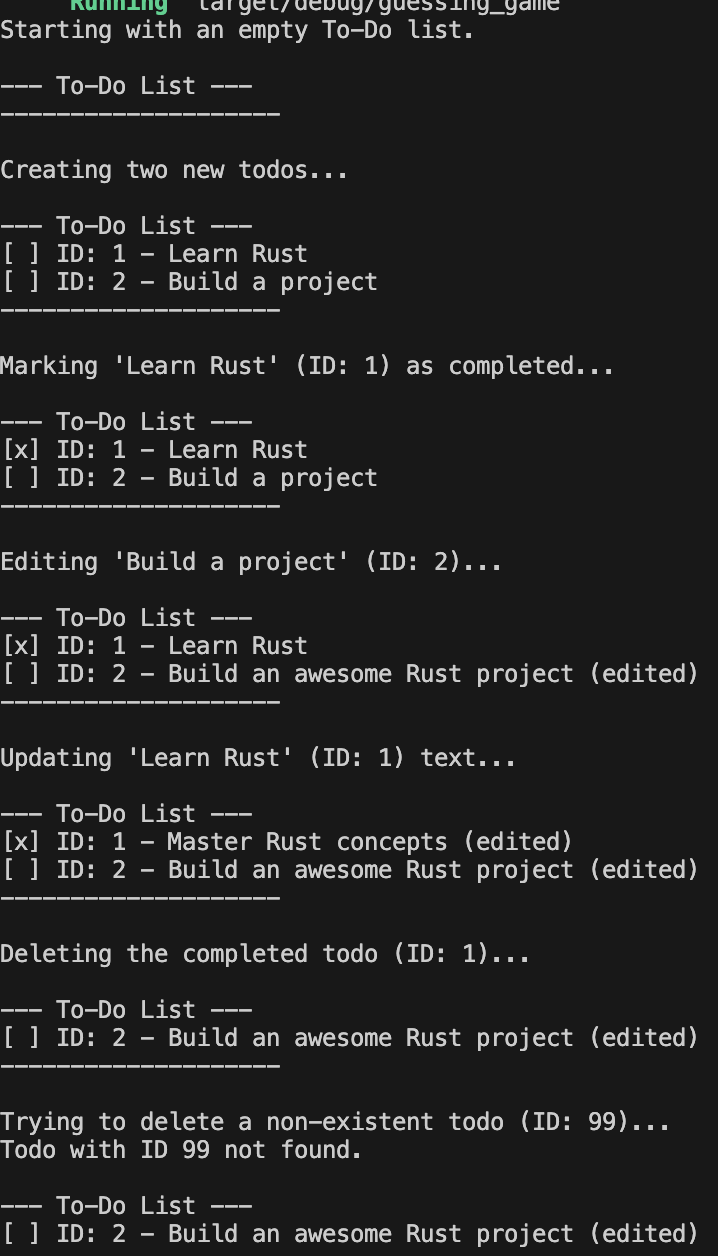 Running `target/debug/guessing_game`
Starting with an empty To-Do list.
--- To-Do List ---
--------------------
Creating two new todos...
--- To-Do List ---
[ ] ID: 1 - Learn Rust
[ ] ID: 2 - Build a project
--------------------
Marking 'Learn Rust' (ID: 1) as completed...
--- To-Do List ---
[x] ID: 1 - Learn Rust
[ ] ID: 2 - Build a project
--------------------
Editing 'Build a project' (ID: 2)...
--- To-Do List ---
[x] ID: 1 - Learn Rust
[ ] ID: 2 - Build an awesome Rust project (edited)
--------------------
Updating 'Learn Rust' (ID: 1) text...
--- To-Do List ---
[x] ID: 1 - Master Rust concepts (edited)
[ ] ID: 2 - Build an awesome Rust project (edited)
--------------------
Deleting the completed todo (ID: 1)...
--- To-Do List ---
[ ] ID: 2 - Build an awesome Rust project (edited)
--------------------
Trying to delete a non-existent todo (ID: 99)...
Todo with ID 99 not found.
--- To-Do List ---
[ ] ID: 2 - Build an awesome Rust project (edited)